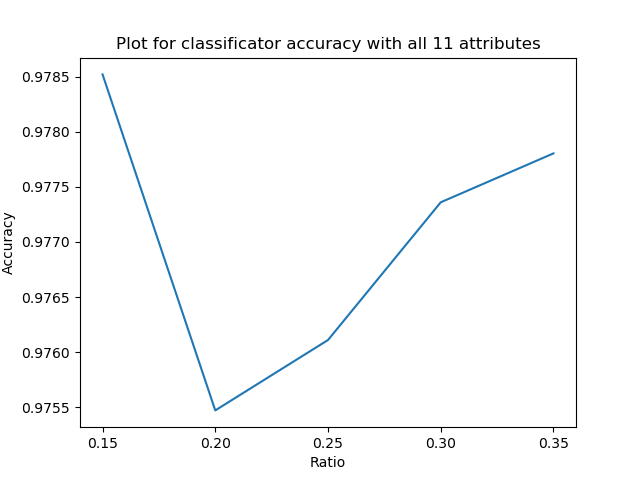 Plot for classificator accuracy with all 11 attributes
0.9785
0.9780
0.9775
0.9770
0.9765
0.9760
0.9755
Accuracy
0.15 0.20 0.25 0.30 0.35
Ratio